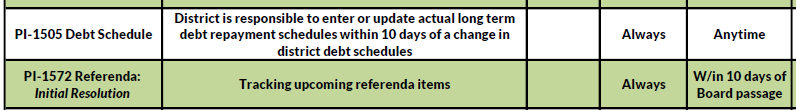 PI-1505 Debt Schedule
District is responsible to enter or update actual long term
debt repayment schedules within 10 days of a change in
district debt schedules
Always
Anytime
PI-1572 Referenda:
Initial Resolution
Tracking upcoming referenda items
Always
W/in 10 days of
Board passage